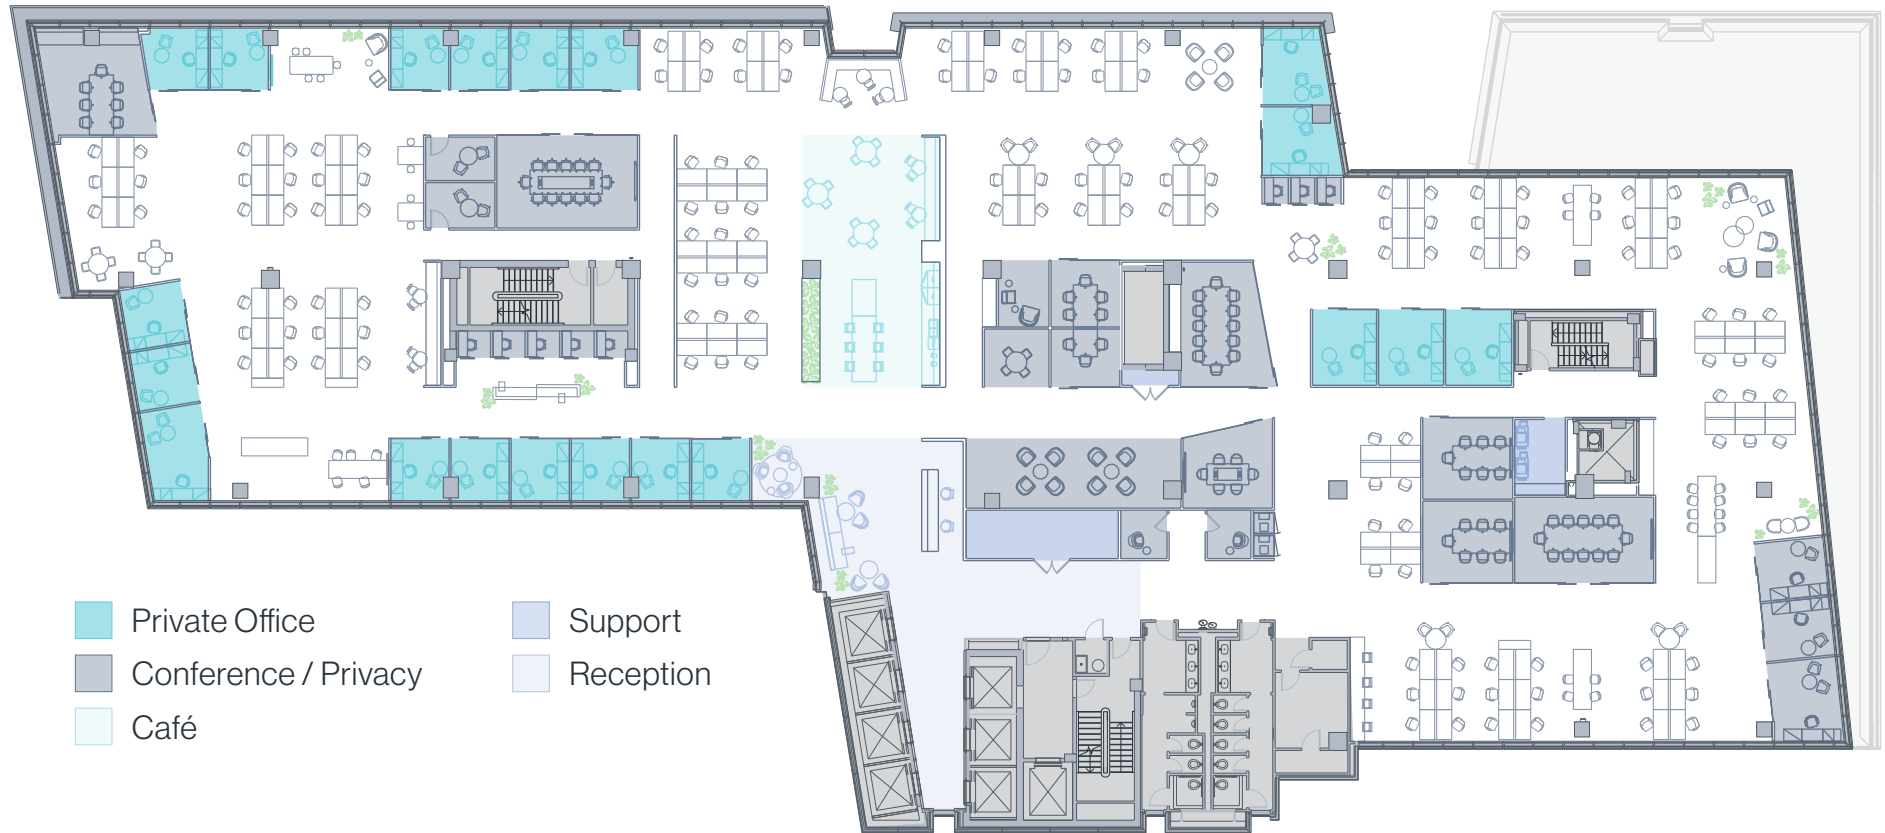 Private Office
Conference / Privacy
Café
Support
Reception